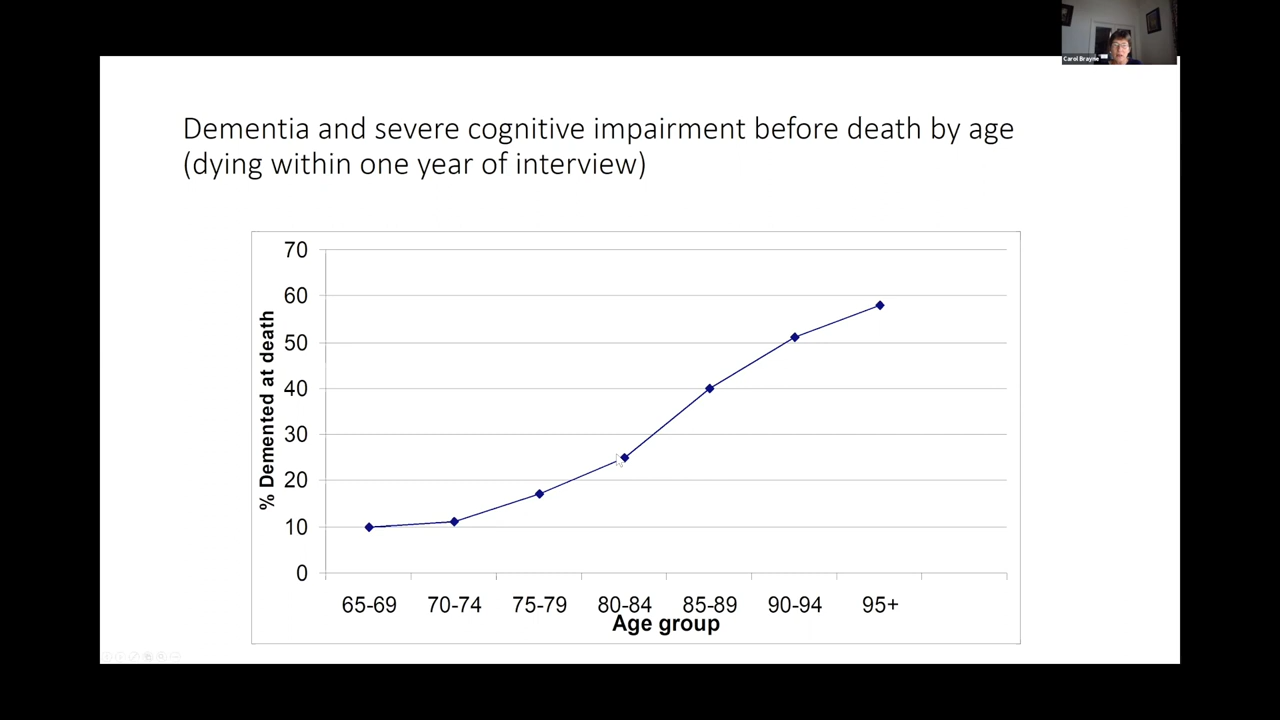 Carol Brayne
Dementia and severe cognitive impairment before death by age
(dying within one year of interview)
70
60
50
40
30
20
10
0
% Demented at death
65-69 70-74 75-79 80-84 85-89 90-94 95+
Age group